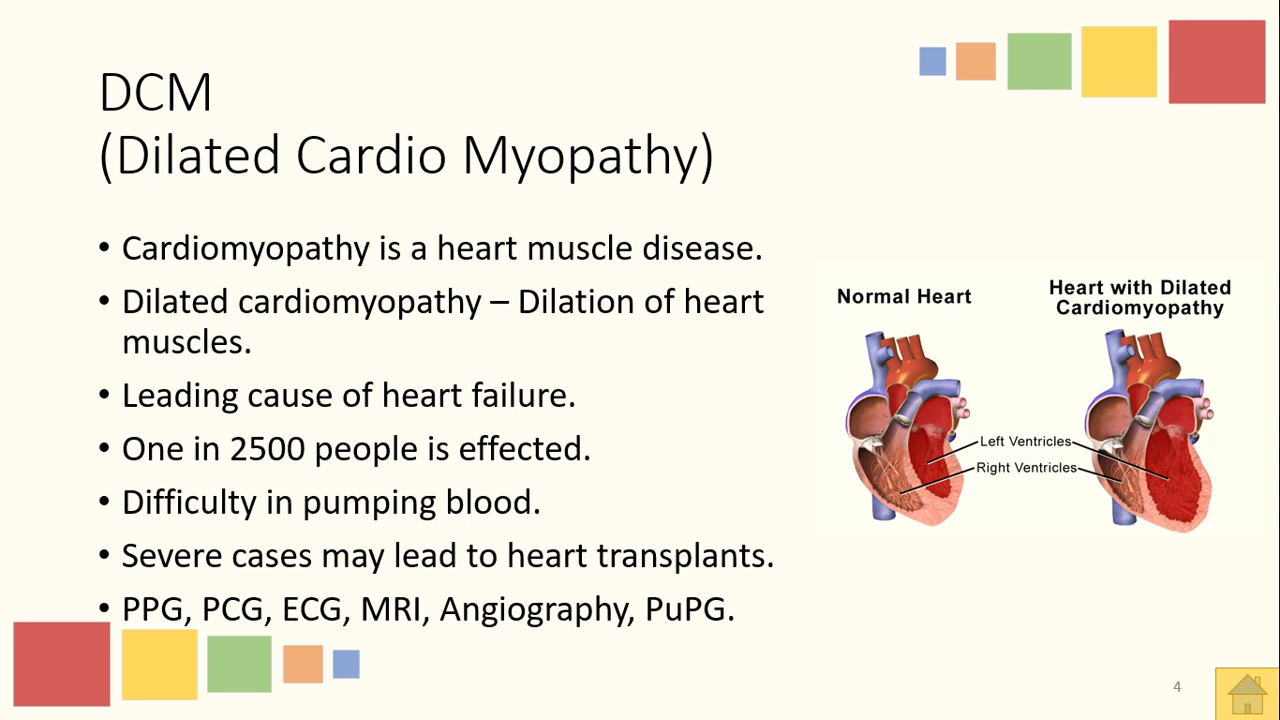 DCM
(Dilated Cardio Myopathy)
• Cardiomyopathy is a heart muscle disease.
• Dilated cardiomyopathy – Dilation of heart
muscles.
• Leading cause of heart failure.
• One in 2500 people is effected.
• Difficulty in pumping blood.
• Severe cases may lead to heart transplants.
• PPG, PCG, ECG, MRI, Angiography, PuPG.
Normal Heart
Heart with Dilated
Cardiomyopathy
Left Ventricles
Right Ventricles
4